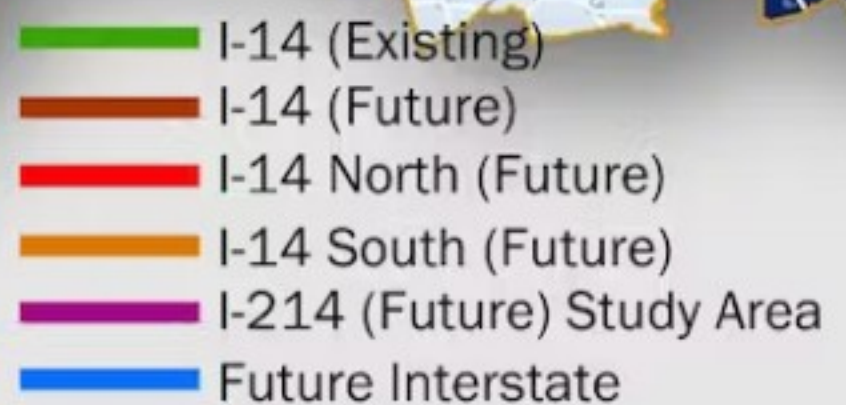 I-14 (Existing)
I-14 (Future)
I-14 North (Future)
I-14 South (Future)
I-214 (Future) Study Area
Future Interstate